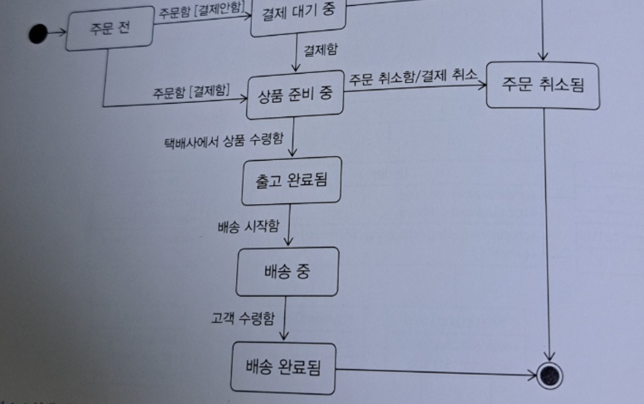 주문함 [결제안함]
결제 대기 중
주문 전
결제함
주문함 [결제함]
상품 준비 중
주문 취소함/결제 취소
주문 취소됨
택배사에서 상품 수령함
출고 완료됨
배송 시작함
배송 중
고객 수령함
배송 완료됨